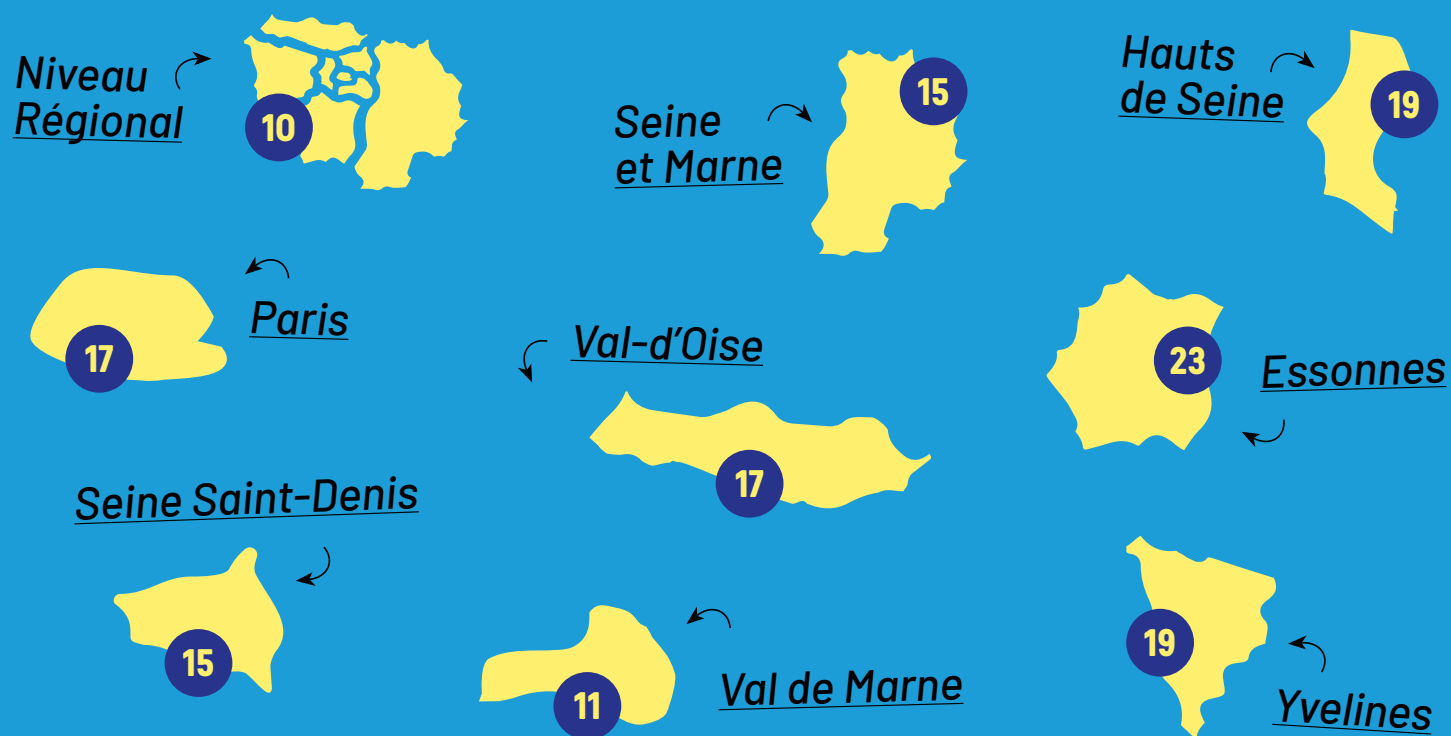 Niveau
Régional
10
Seine
et Marne
15
Hauts
de Seine
19
Paris
17
Val-d'Oise
17
Essonnes
23
Seine Saint-Denis
15
Val de Marne
11
Yvelines
19